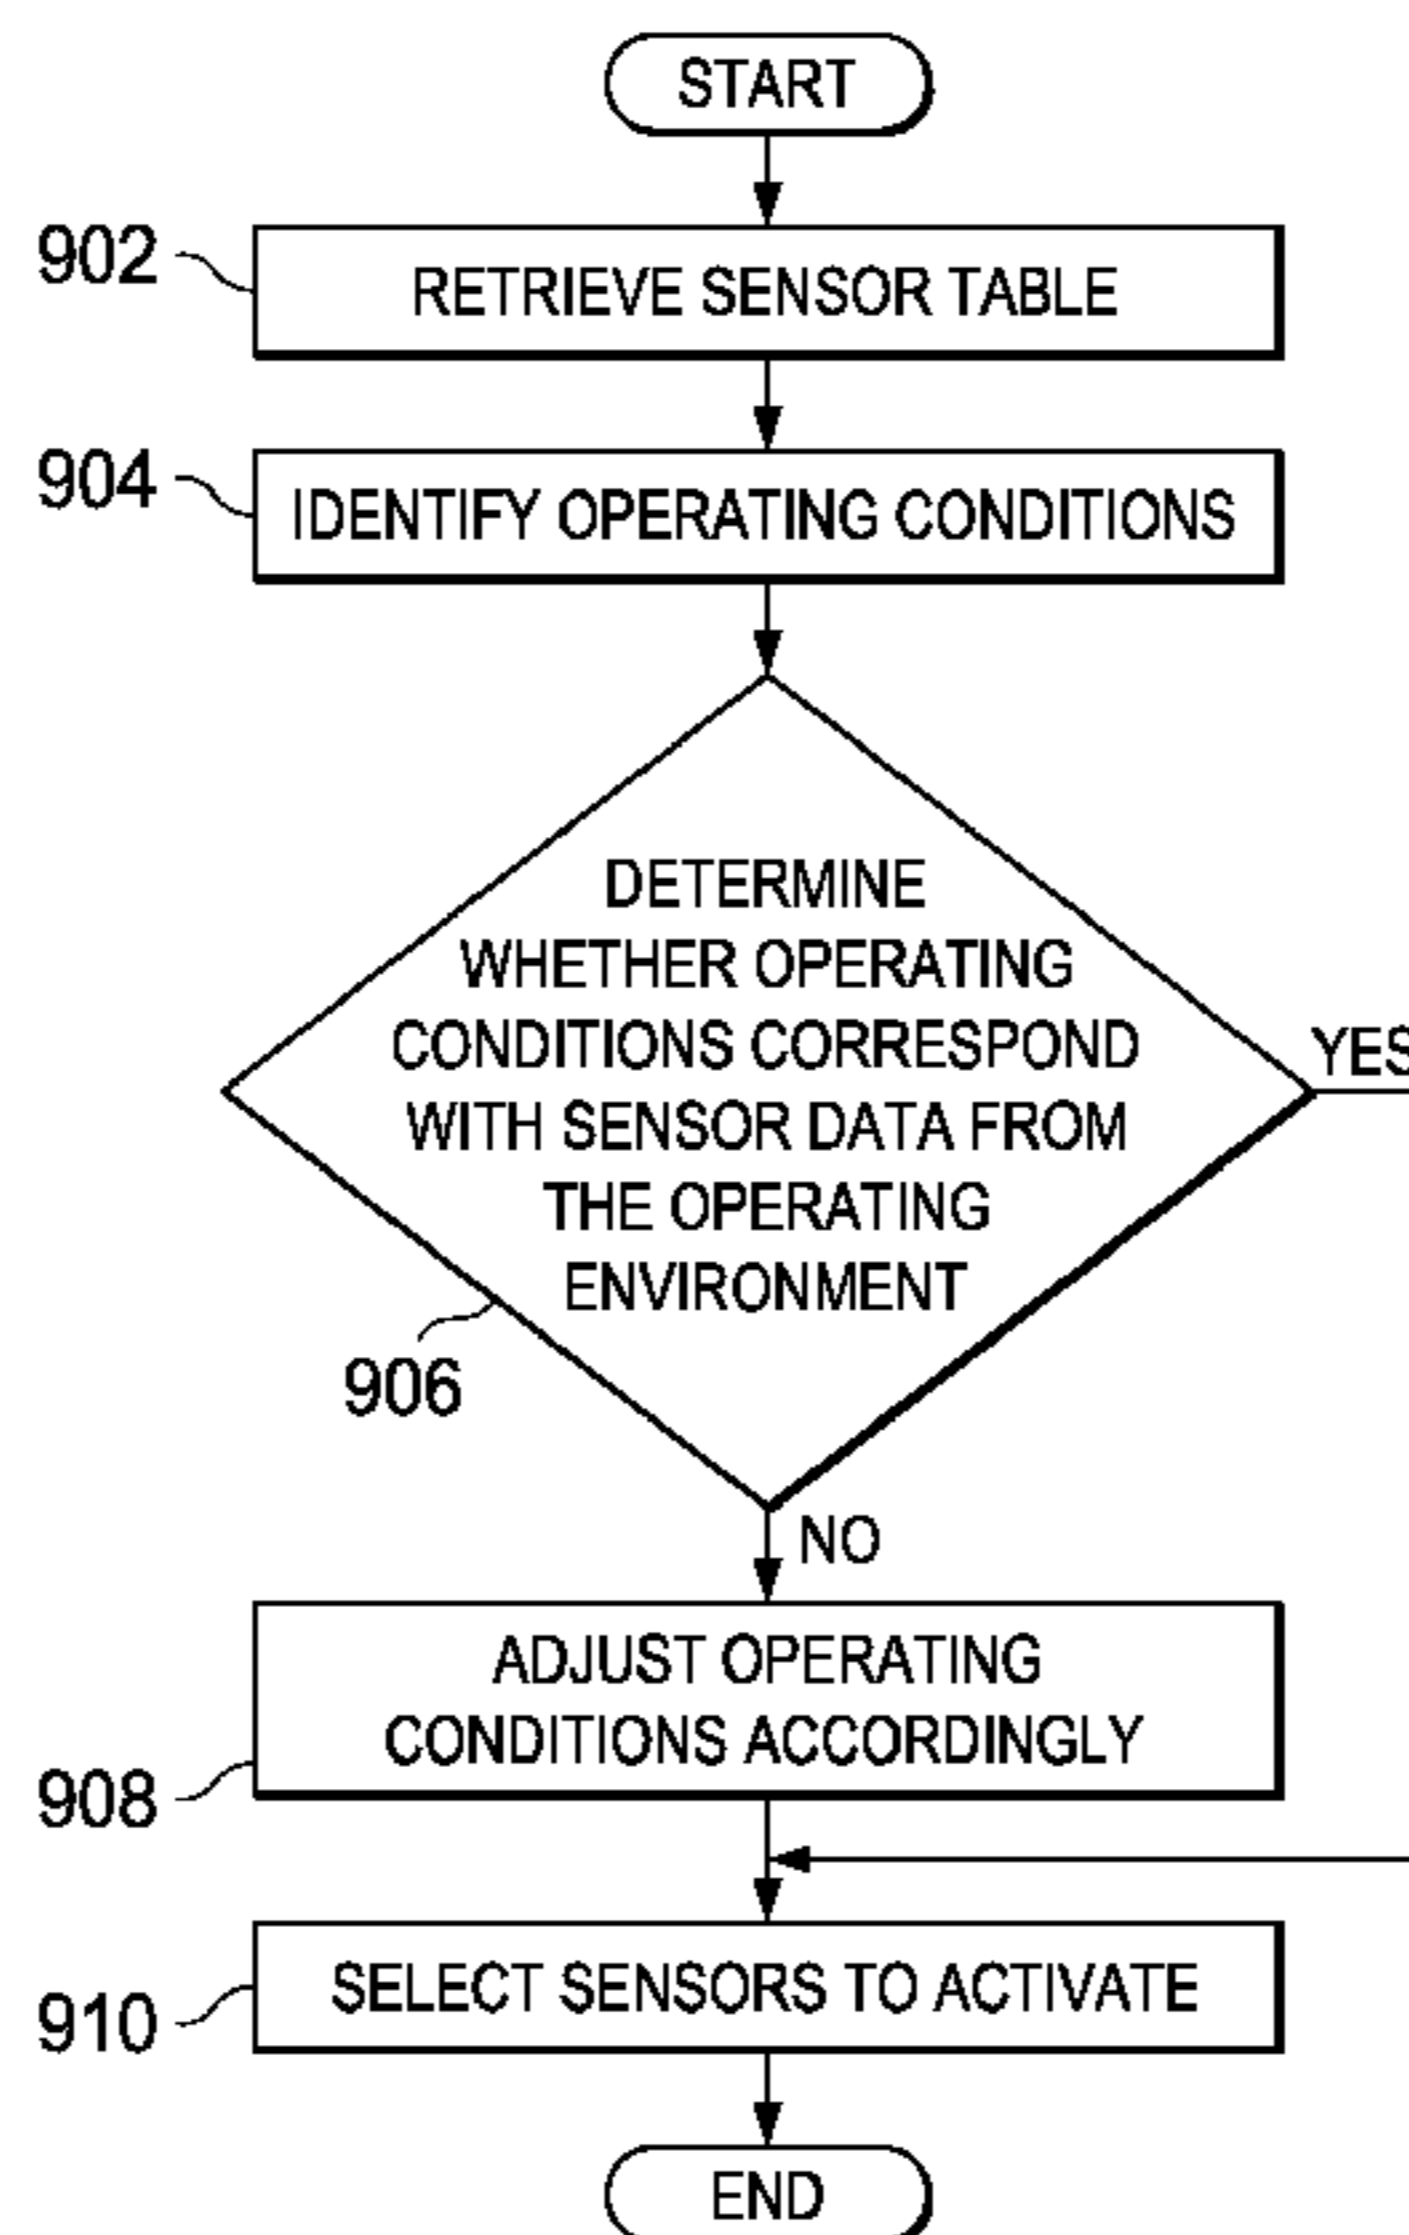 START
902
RETRIEVE SENSOR TABLE
904
IDENTIFY OPERATING CONDITIONS
DETERMINE
WHETHER OPERATING
CONDITIONS CORRESPOND
WITH SENSOR DATA FROM
THE OPERATING
ENVIRONMENT
YES
906
NO
ADJUST OPERATING
CONDITIONS ACCORDINGLY
908
SELECT SENSORS TO ACTIVATE
910
END